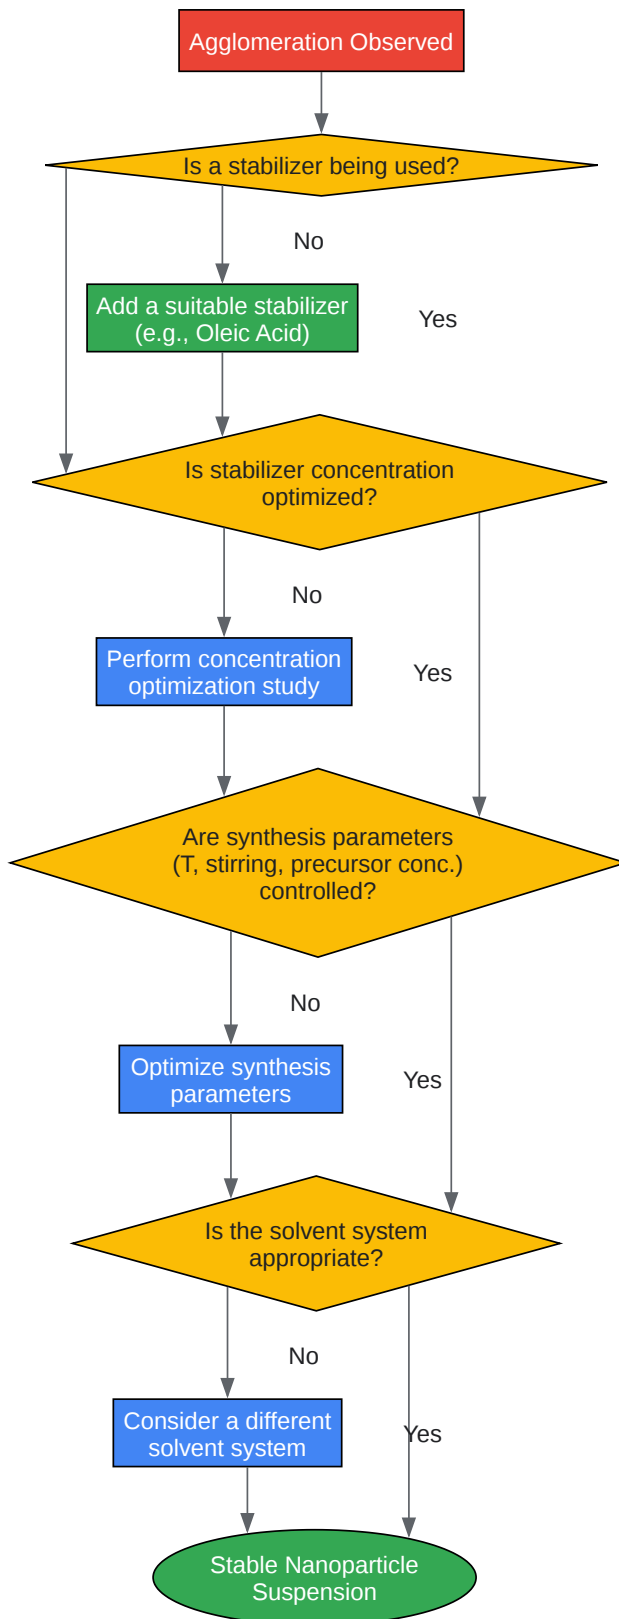 Agglomeration Observed
Is a stabilizer being used?
No
Add a suitable stabilizer
(e.g., Oleic Acid)
Yes
Is stabilizer concentration
optimized?
No
Perform concentration
optimization study
Yes
Are synthesis parameters
(T, stirring, precursor conc.)
controlled?
No
Optimize synthesis
parameters
Yes
Is the solvent system
appropriate?
No
Consider a different
solvent system
Yes
Stable Nanoparticle
Suspension